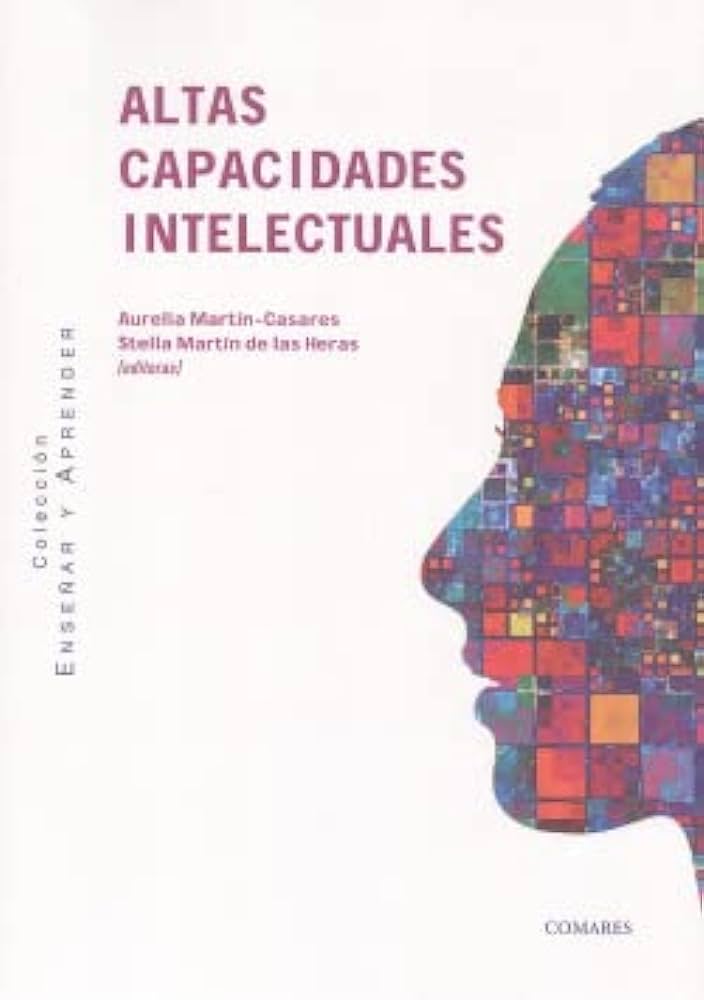 ALTAS
CAPACIDADES
INTELECTUALES
Aurelia Martín-Casares
Stella Martín de las Heras
[editoras]
Colección
ENSEÑAR Y APRENDER
COMARES